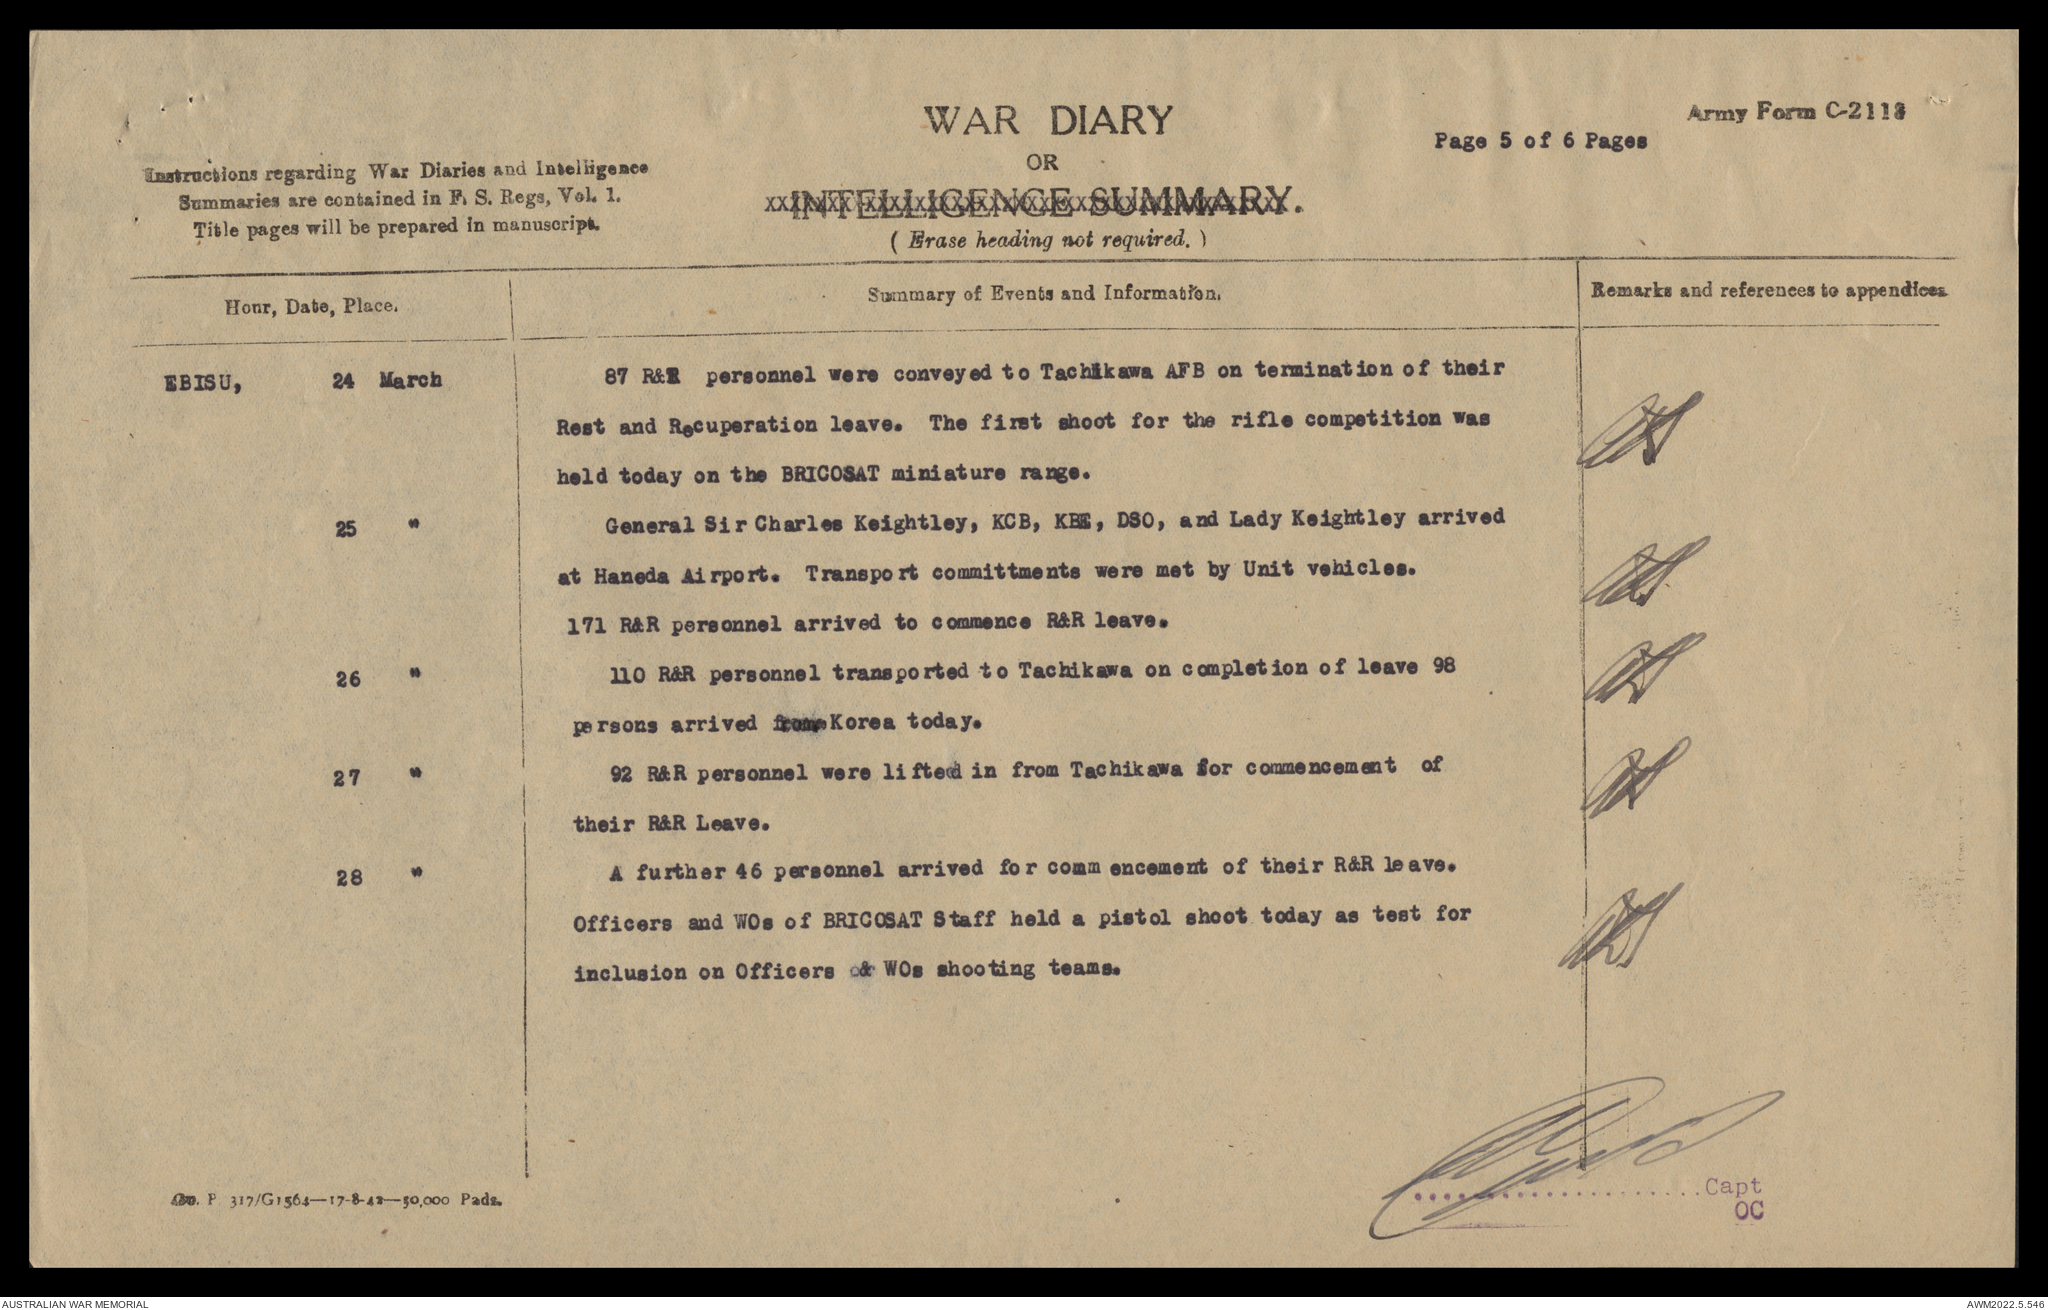 WAR DIARY
OR
INTELLIGENCE SUMMARY.
( Erase heading not required. )
Page 5 of 6 Pages
Army Form C-2118
Instructions regarding War Diaries and Intelligence
Summaries are contained in F. S. Regs, Vol. 1.
Title pages will be prepared in manuscript.
Hour, Date, Place.
Summary of Events and Information.
Remarks and references to appendices
EBISU, 24 March
87 R&R personnel were conveyed to Tachikawa AFB on termination of their
Rest and Recuperation leave. The first shoot for the rifle competition was
held today on the BRICOSAT miniature range.
25 "
General Sir Charles Keightley, KCB, KBE, DSO, and Lady Keightley arrived
at Haneda Airport. Transport committments were met by Unit vehicles.
171 R&R personnel arrived to commence R&R leave.
26 "
110 R&R personnel transported to Tachikawa on completion of leave 98
persons arrived from Korea today.
27 "
92 R&R personnel were lifted in from Tachikawa for commencement of
their R&R Leave.
28 "
A further 46 personnel arrived for commencement of their R&R leave.
Officers and WOs of BRICOSAT Staff held a pistol shoot today as test for
inclusion on Officers & WOs shooting teams.
Capt
OC
P 317/G1564—17-8-42—50,000 Pads.
AUSTRALIAN WAR MEMORIAL
AWM2022.5.546